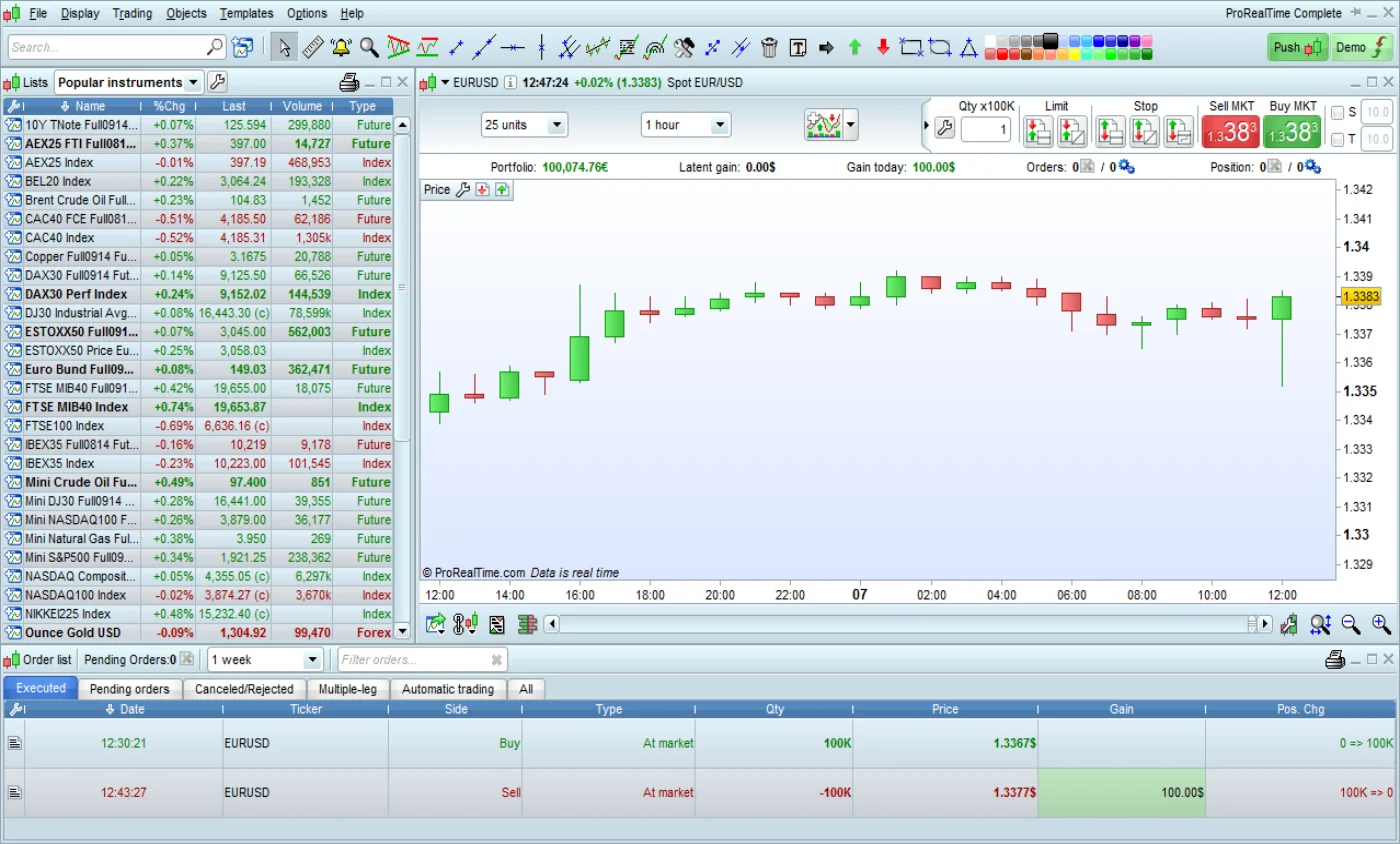 File Display Trading Objects Templates Options Help ProRealTime Complete
Search... Push Demo
Lists Popular instruments
Name %Chg Last Volume Type
10Y TNote Full0914... +0.07% 125.594 299,880 Future
AEX25 FTI Full081... +0.37% 397.00 14,727 Future
AEX25 Index -0.01% 397.19 468,953 Index
BEL20 Index +0.22% 3,064.24 193,328 Index
Brent Crude Oil Full... +0.23% 104.83 1,452 Future
CAC40 FCE Full081... -0.51% 4,185.50 62,186 Future
CAC40 Index -0.52% 4,185.31 1,305k Index
Copper Full0914 Fu... +0.05% 3.1675 20,788 Future
DAX30 Full0914 Fut... +0.14% 9,125.50 66,526 Future
DAX30 Perf Index +0.24% 9,152.02 144,539 Index
DJ30 Industrial Avg... +0.08% 16,443.30 (c) 78,599k Index
ESTOXX50 Full091... +0.07% 3,045.00 562,003 Future
ESTOXX50 Price Eu... +0.25% 3,058.03 Index
Euro Bund Full09... +0.08% 149.03 362,471 Future
FTSE MIB40 Full091... +0.42% 19,655.00 18,075 Future
FTSE MIB40 Index +0.74% 19,653.87 Index
FTSE100 Index -0.69% 6,636.16 (c) Index
IBEX35 Full0814 Fut... -0.16% 10,219 9,178 Future
IBEX35 Index -0.23% 10,223.00 101,545 Index
Mini Crude Oil Fu... +0.49% 97.400 851 Future
Mini DJ30 Full0914 ... +0.28% 16,441.00 39,355 Future
Mini NASDAQ100 F... +0.26% 3,879.00 36,177 Future
Mini Natural Gas Ful... +0.38% 3.950 269 Future
Mini S&P500 Full09... +0.34% 1,921.25 238,362 Future
NASDAQ Composit... +0.05% 4,355.05 (c) 6,297k Index
NASDAQ100 Index -0.02% 3,874.27 (c) 3,670k Index
NIKKEI225 Index +0.48% 15,232.40 (c) Index
Ounce Gold USD -0.09% 1,304.92 99,470 Forex
EURUSD 12:47:24 +0.02% (1.3383) Spot EUR/USD
25 units 1 hour
Qty x100K Limit Stop Sell MKT Buy MKT
1 1.3383 1.3383
S 10.0
T 10.0
Portfolio: 100,074.76€ Latent gain: 0.00$ Gain today: 100.00$ Orders: 0 / 0 Position: 0 / 0
Price
1.342
1.341
1.34
1.339
1.3383
1.337
1.336
1.335
1.334
1.333
1.332
1.331
1.33
1.329
© ProRealTime.com Data is real time
12:00 14:00 16:00 18:00 20:00 22:00 07 02:00 04:00 06:00 08:00 10:00 12:00
Order list Pending Orders:0 1 week Filter orders...
Executed Pending orders Canceled/Rejected Multiple-leg Automatic trading All
Date Ticker Side Type Qty Price Gain Pos. Chg
12:30:21 EURUSD Buy At market 100K 1.3367$ 0 => 100K
12:43:27 EURUSD Sell At market -100K 1.3377$ 100.00$ 100K => 0